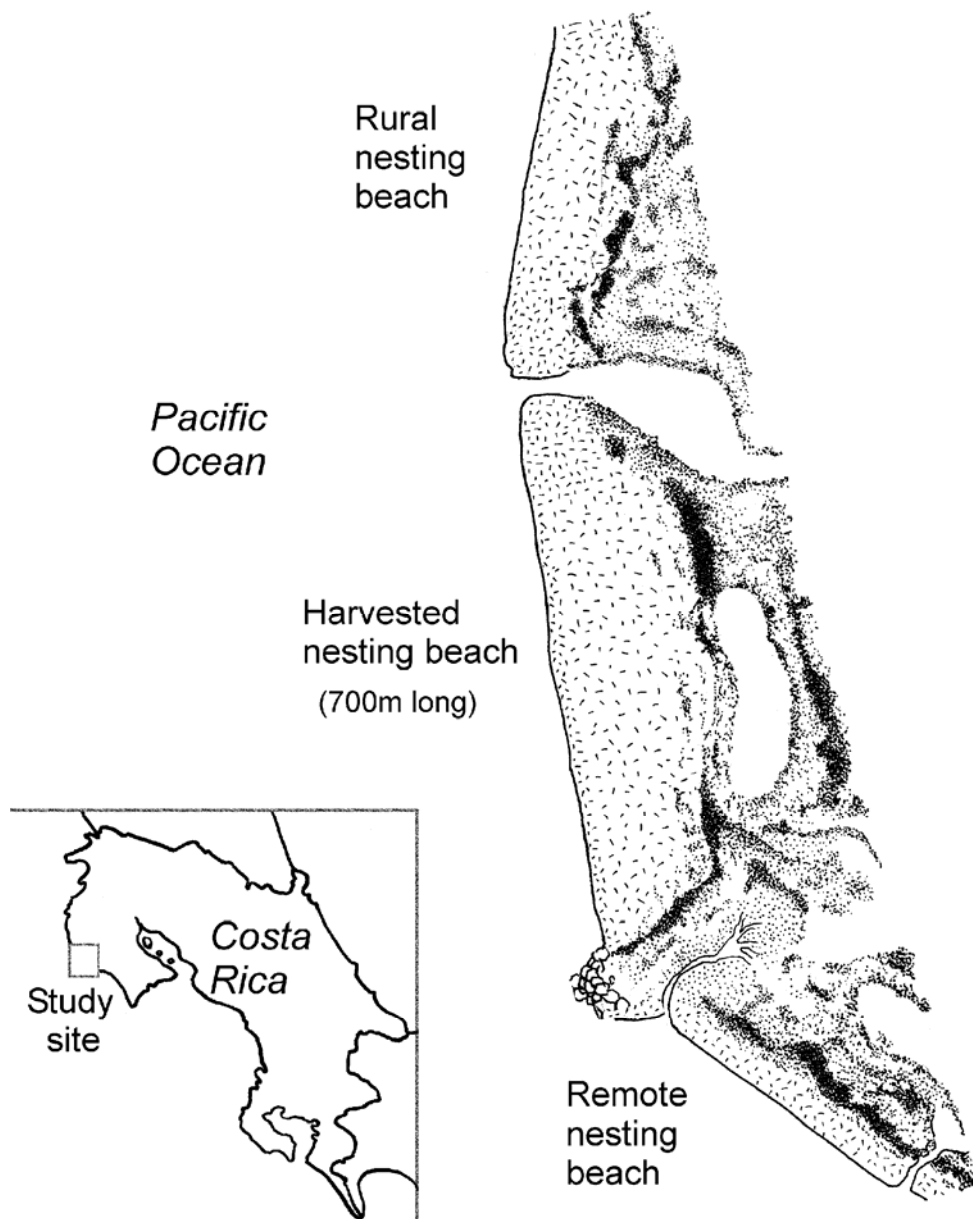 Rural
nesting
beach
Pacific
Ocean
Harvested
nesting beach
(700m long)
Costa
Rica
Study
site
Remote
nesting
beach